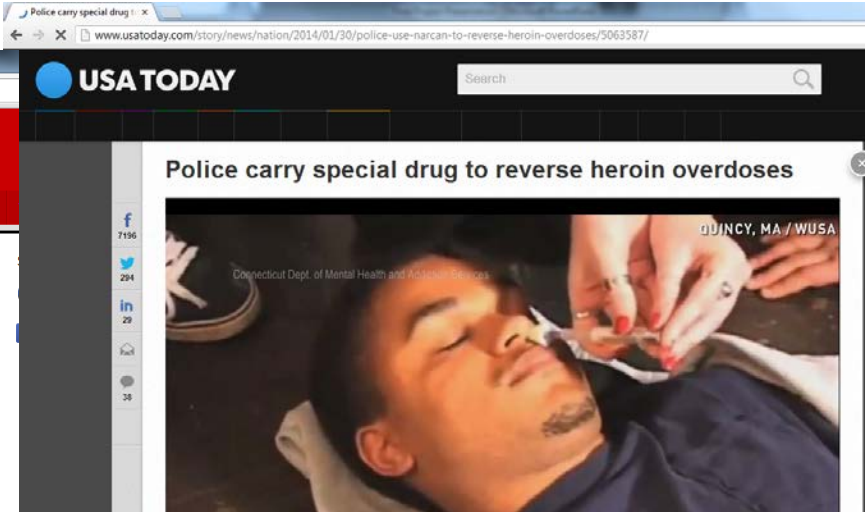 Police carry special drug t
www.usatoday.com/story/news/nation/2014/01/30/police-use-narcan-to-reverse-heroin-overdoses/5063587/
USA TODAY
Search
Police carry special drug to reverse heroin overdoses
QUINCY, MA / WUSA
Connecticut Dept. of Mental Health and Addiction Services
f
7196
294
in
29
38